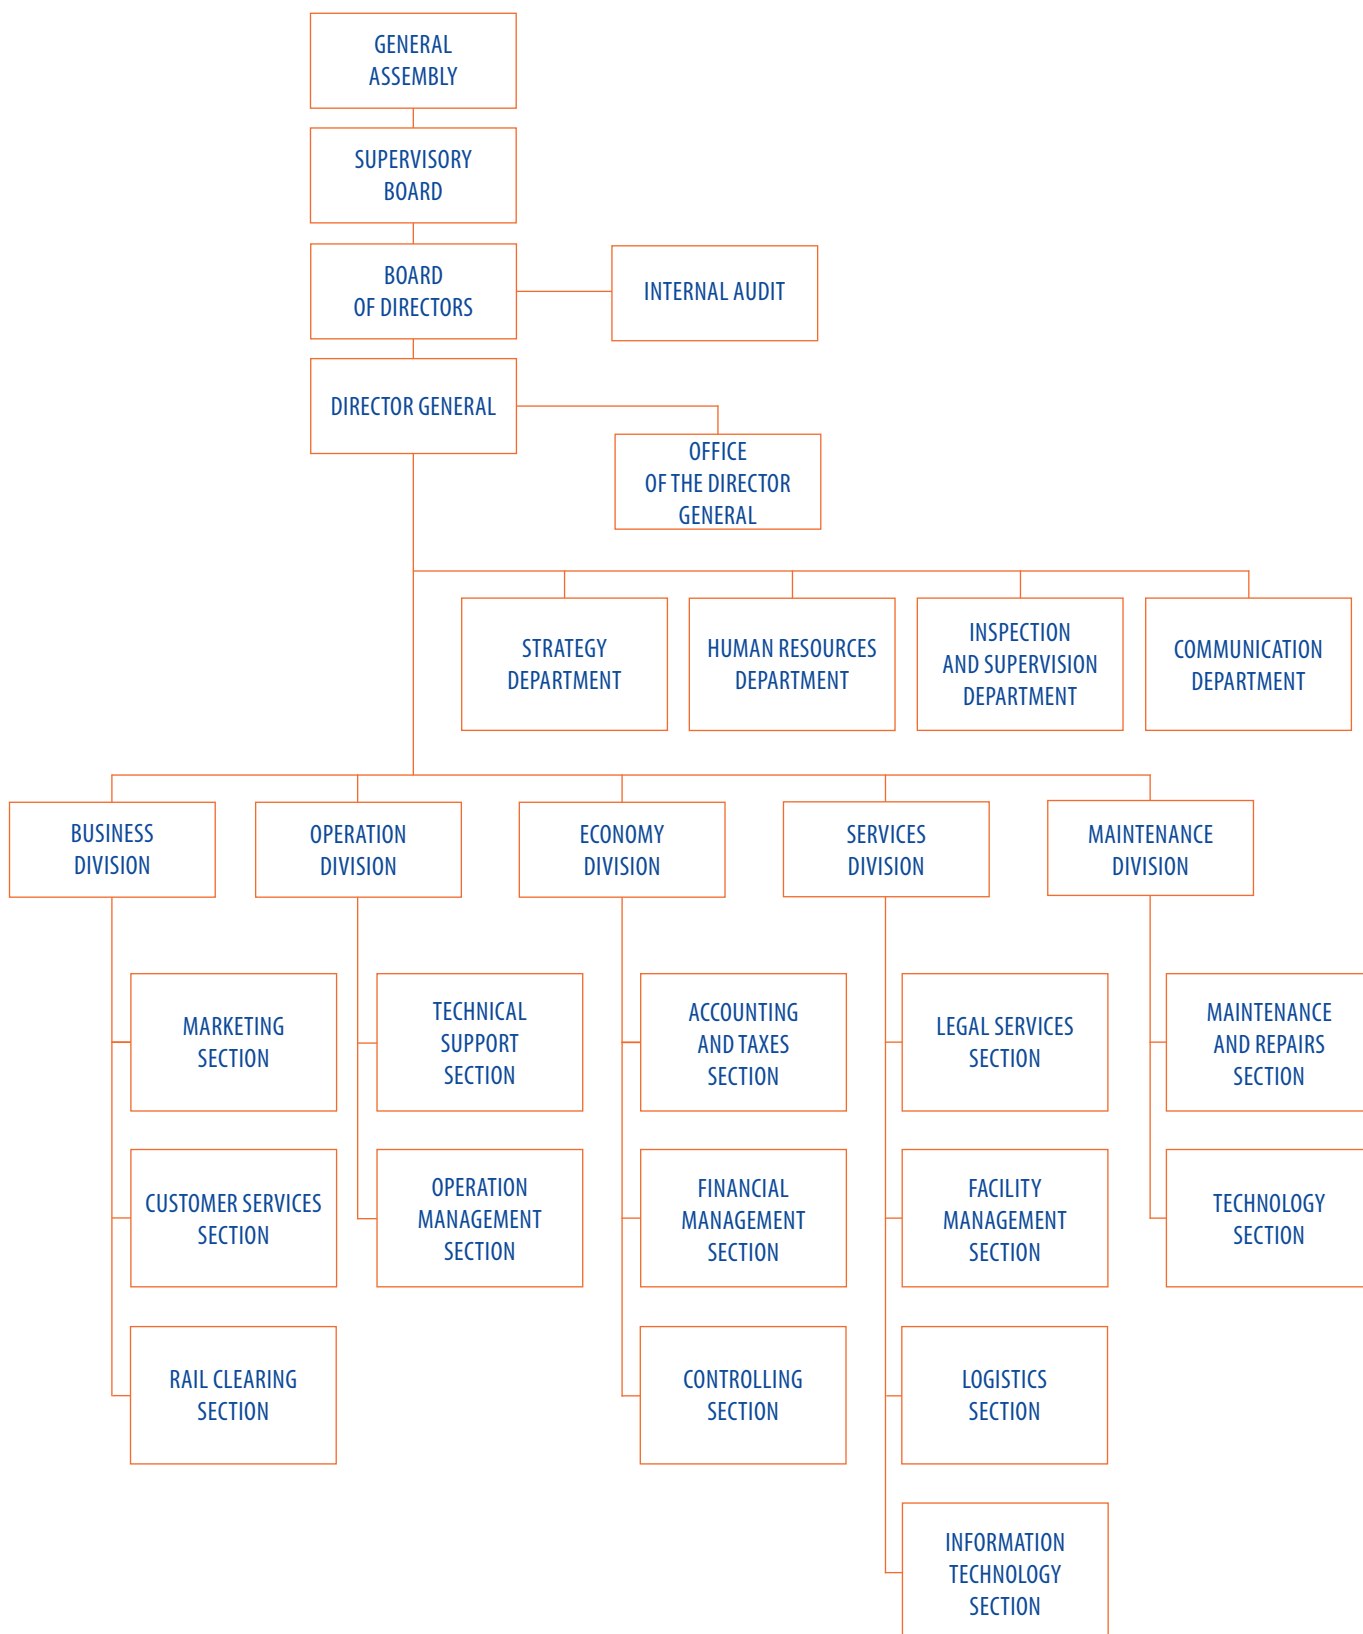 GENERAL
ASSEMBLY
SUPERVISORY
BOARD
BOARD
OF DIRECTORS
INTERNAL AUDIT
DIRECTOR GENERAL
OFFICE
OF THE DIRECTOR
GENERAL
STRATEGY
DEPARTMENT
HUMAN RESOURCES
DEPARTMENT
INSPECTION
AND SUPERVISION
DEPARTMENT
COMMUNICATION
DEPARTMENT
BUSINESS
DIVISION
OPERATION
DIVISION
ECONOMY
DIVISION
SERVICES
DIVISION
MAINTENANCE
DIVISION
MARKETING
SECTION
TECHNICAL
SUPPORT
SECTION
ACCOUNTING
AND TAXES
SECTION
LEGAL SERVICES
SECTION
MAINTENANCE
AND REPAIRS
SECTION
CUSTOMER SERVICES
SECTION
OPERATION
MANAGEMENT
SECTION
FINANCIAL
MANAGEMENT
SECTION
FACILITY
MANAGEMENT
SECTION
TECHNOLOGY
SECTION
RAIL CLEARING
SECTION
CONTROLLING
SECTION
LOGISTICS
SECTION
INFORMATION
TECHNOLOGY
SECTION